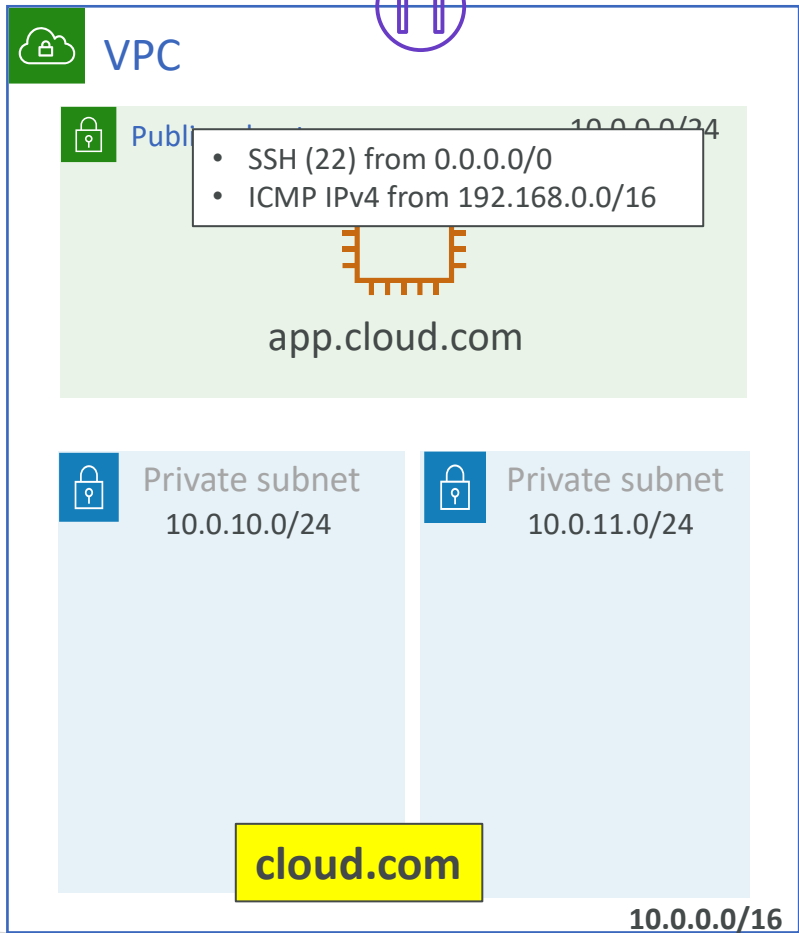 VPC
10.0.0.0/24
• SSH (22) from 0.0.0.0/0
• ICMP IPv4 from 192.168.0.0/16
app.cloud.com
Private subnet
10.0.10.0/24
Private subnet
10.0.11.0/24
cloud.com
10.0.0.0/16